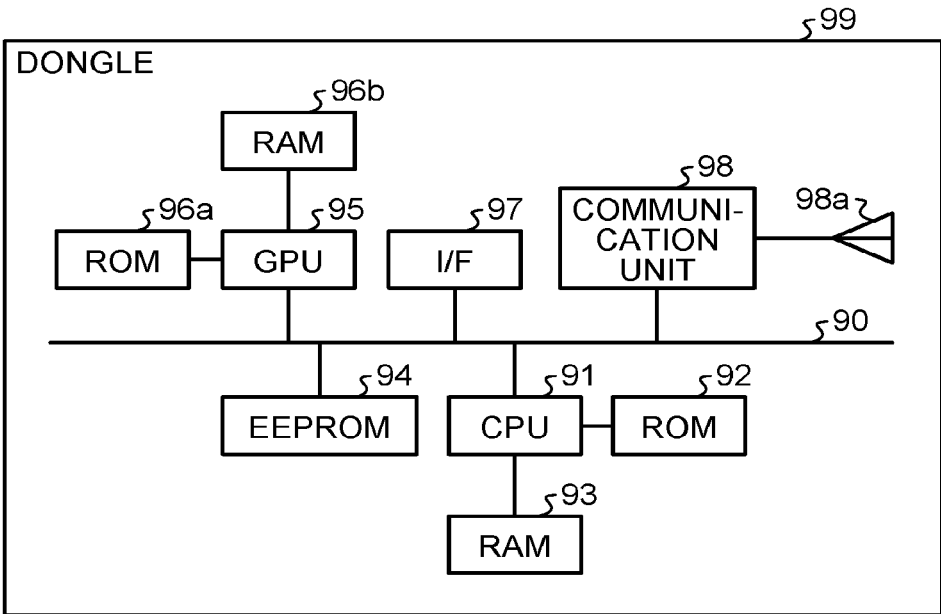 99
DONGLE
96b
RAM
98
96a
95
97
COMMUNI-
CATION
UNIT
98a
ROM
GPU
I/F
90
94
91
92
EEPROM
CPU
ROM
93
RAM